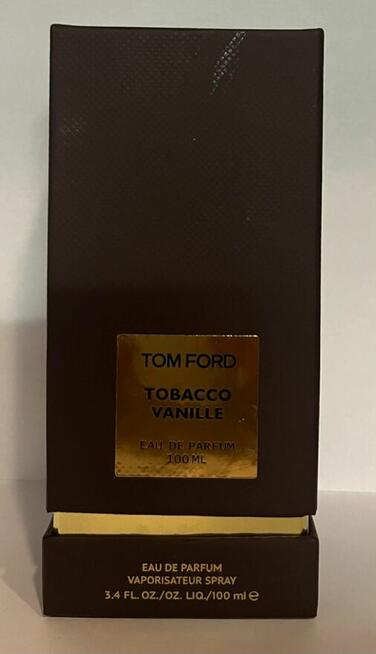 TOM FORD
TOBACCO
VANILLE
EAU DE PARFUM
100 ML
EAU DE PARFUM
VAPORISATEUR SPRAY
3.4 FL. OZ./OZ. LIQ./100 ml ℮